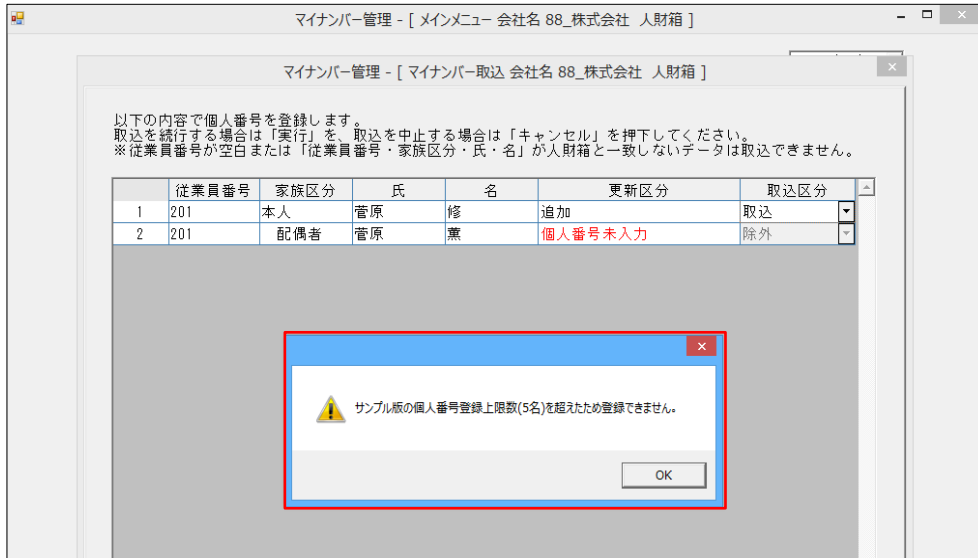 マイナンバー管理 - [ メインメニュー 会社名 88_株式会社 人財箱 ]
マイナンバー管理 - [ マイナンバー取込 会社名 88_株式会社 人財箱 ]
以下の内容で個人番号を登録します。
取込を続行する場合は「実行」を、取込を中止する場合は「キャンセル」を押下してください。
※従業員番号が空白または「従業員番号・家族区分・氏・名」が人財箱と一致しないデータは取込できません。
従業員番号 家族区分 氏 名 更新区分 取込区分
1 201 本人 菅原 修 追加 取込
2 201 配偶者 菅原 薫 個人番号未入力 除外
サンプル版の個人番号登録上限数(5名)を超えたため登録できません。
OK